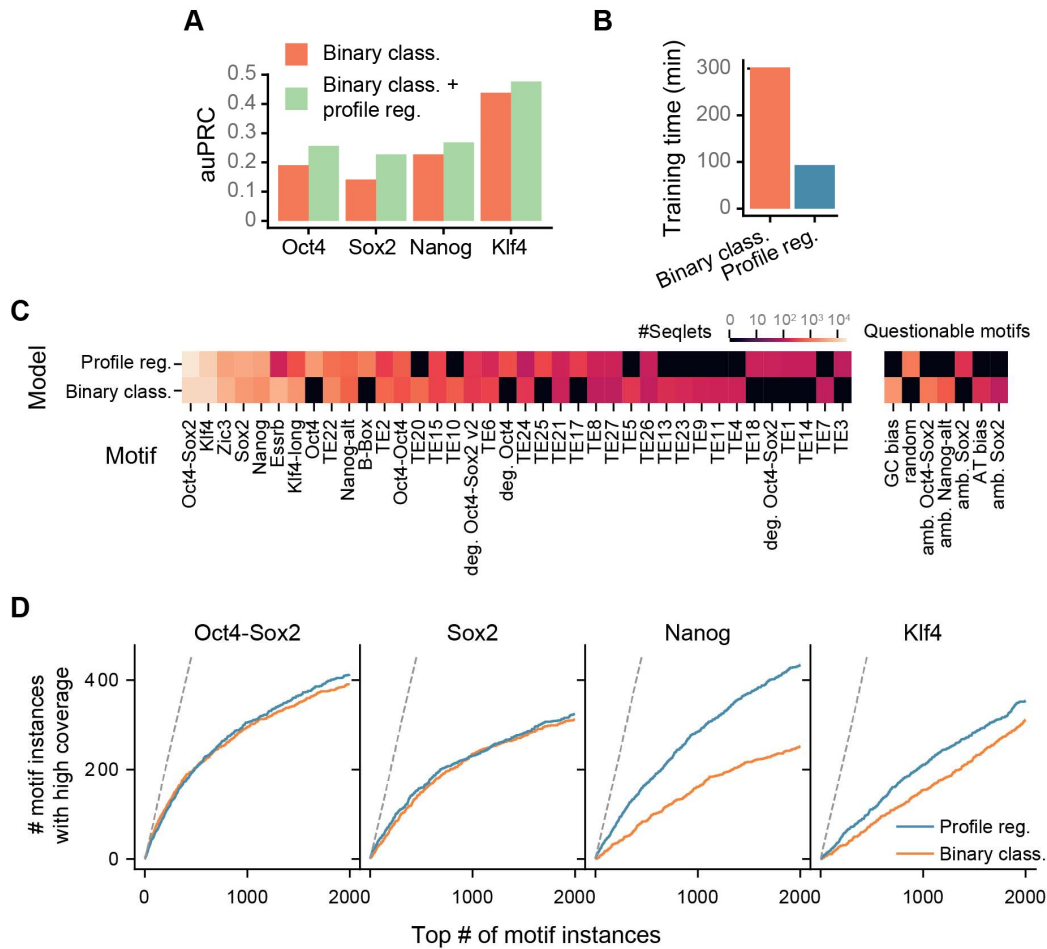 A
Binary class.
Binary class. +
profile reg.
auPRC
0.5
0.4
0.3
0.2
0.1
0
Oct4
Sox2
Nanog
Klf4
B
Training time (min)
300
200
100
0
Binary class.
Profile reg.
C
#Seqlets
0
10
10²
10³
10⁴
Questionable motifs
Model
Profile reg.
Binary class.
Motif
Oct4-Sox2
Klf4
Zic3
Sox2
Nanog
Essrb
Klf4-long
Oct4
TE22
Nanog-alt
B-Box
TE2
Oct4-Oct4
TE20
TE15
TE10
deg. Oct4-Sox2 v2
TE6
deg. Oct4
TE24
TE25
TE21
TE17
TE8
TE27
TE5
TE26
TE13
TE23
TE9
TE11
TE4
TE18
deg. Oct4-Sox2
TE1
TE14
TE7
TE3
GC bias
random
amb. Oct4-Sox2
amb. Nanog-alt
amb. Sox2
AT bias
amb. Sox2
D
Oct4-Sox2
Sox2
Nanog
Klf4
# motif instances
with high coverage
400
200
0
Profile reg.
Binary class.
0
1000
2000
1000
2000
1000
2000
1000
2000
Top # of motif instances